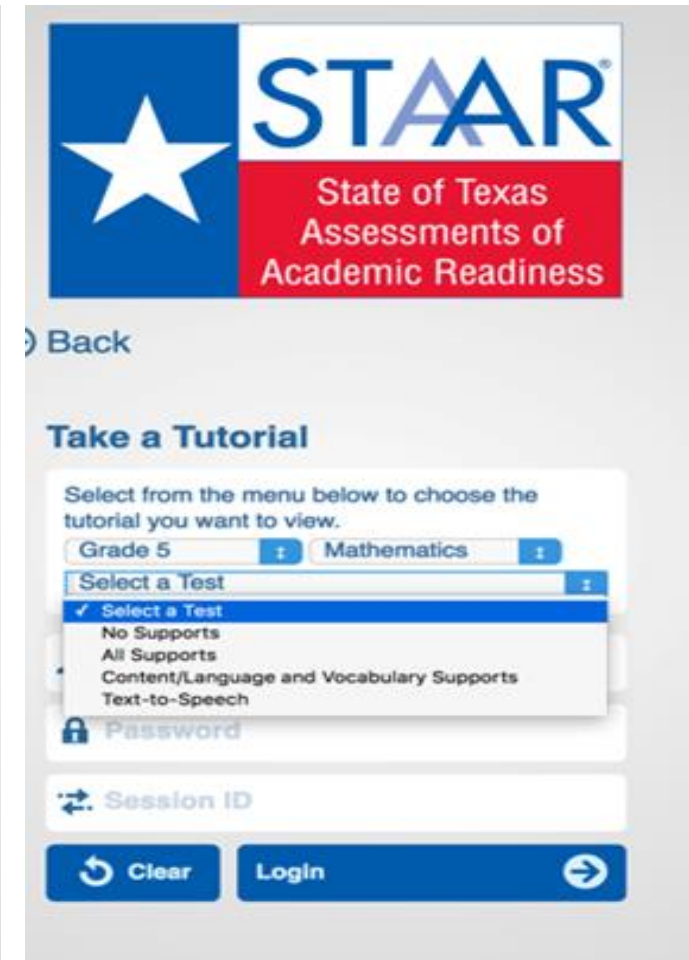 STAAR®
State of Texas
Assessments of
Academic Readiness
Back
Take a Tutorial
Select from the menu below to choose the
tutorial you want to view.
Grade 5 Mathematics
Select a Test
✓ Select a Test
No Supports
All Supports
Content/Language and Vocabulary Supports
Text-to-Speech
Password
Session ID
Clear LogIn